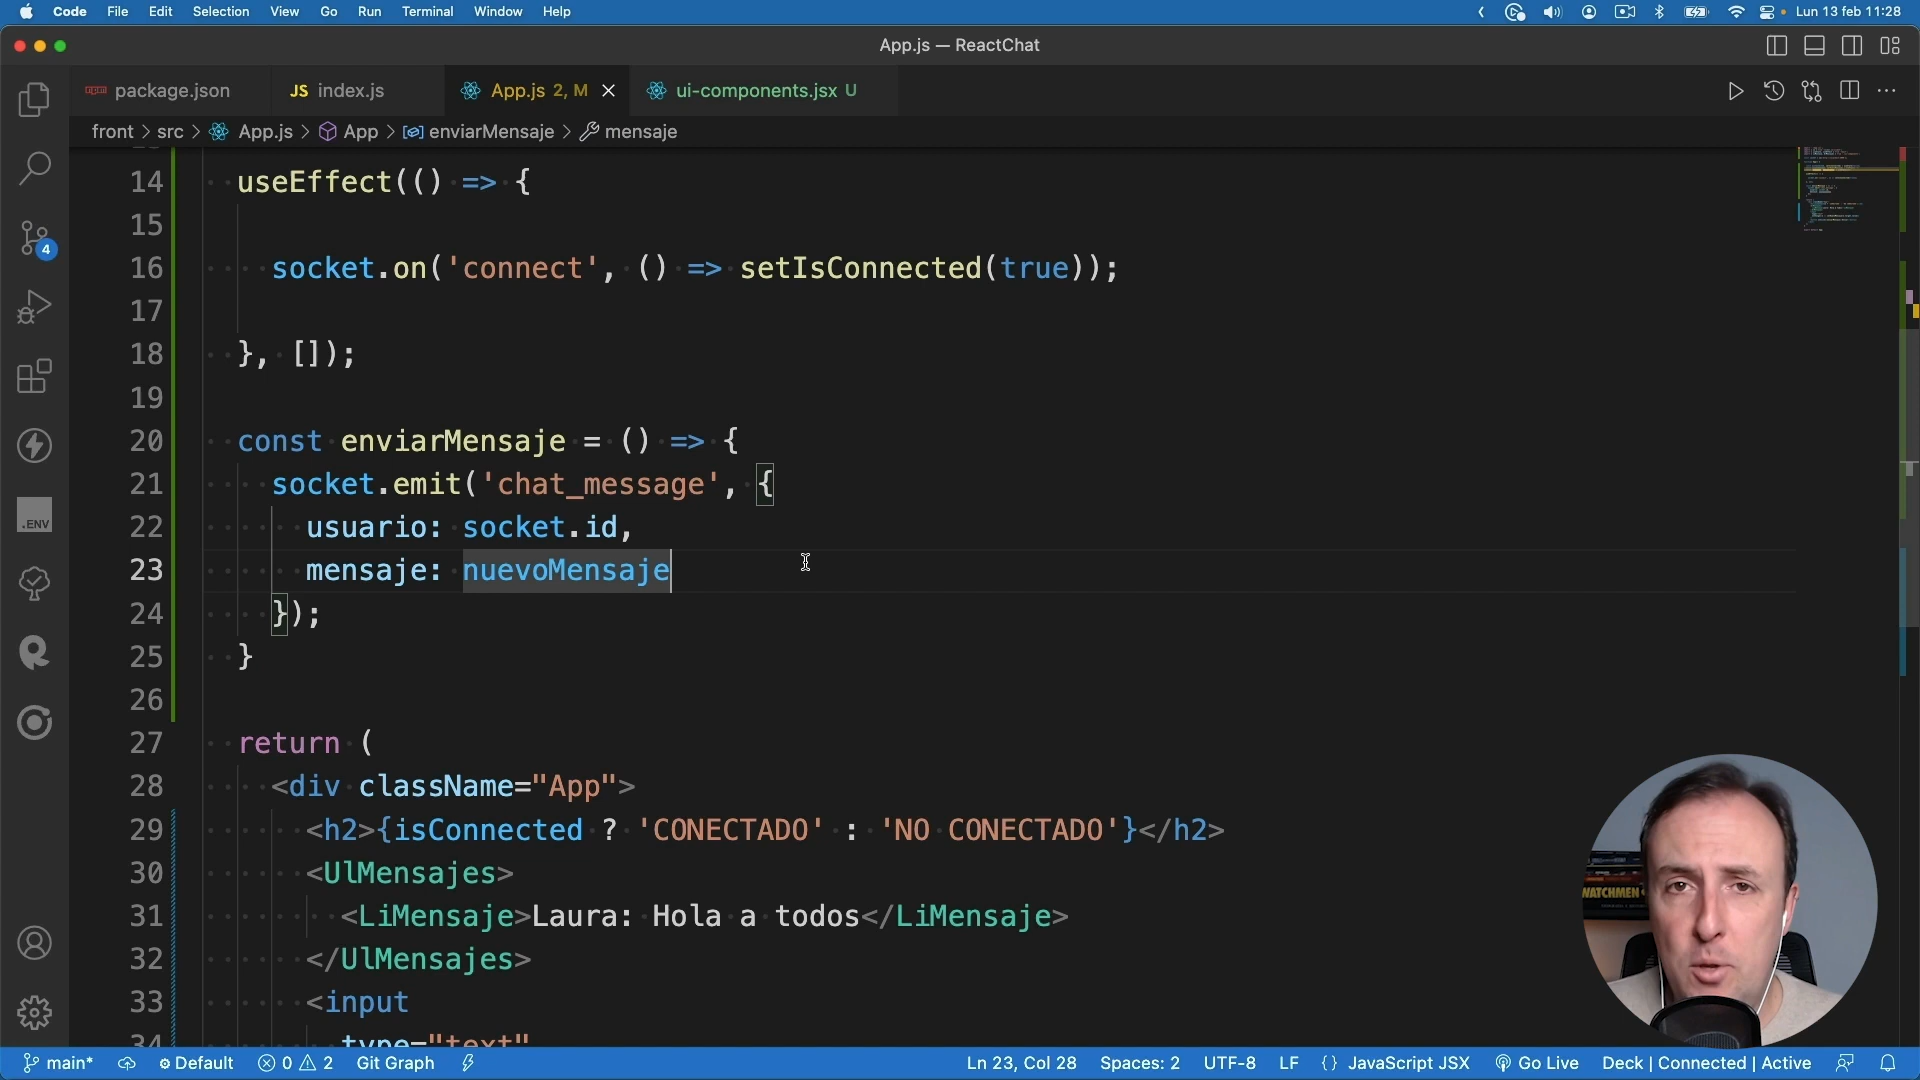 Code File Edit Selection View Go Run Terminal Window Help Lun 13 feb 11:28
App.js — ReactChat
package.json JS index.js App.js 2, M ui-components.jsx U
front > src > App.js > App > enviarMensaje > mensaje
14 useEffect(() => {
15
16 socket.on('connect', () => setIsConnected(true));
17
18 }, []);
19
20 const enviarMensaje = () => {
21 socket.emit('chat_message', {
22 usuario: socket.id,
23 mensaje: nuevoMensaje
24 });
25 }
26
27 return (
28 <div className="App">
29 <h2>{isConnected ? 'CONECTADO' : 'NO CONECTADO'}</h2>
30 <UlMensajes>
31 <LiMensaje>Laura: Hola a todos</LiMensaje>
32 </UlMensajes>
33 <input
34 type="text"
4
.ENV
WATCHMEN
main* Default 0 2 Git Graph Ln 23, Col 28 Spaces: 2 UTF-8 LF {} JavaScript JSX Go Live Deck | Connected | Active